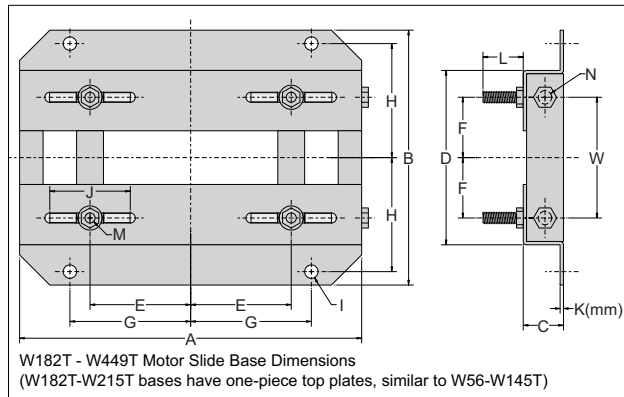 L
N
H
F
B
D
W
J
F
H
M
E
E
I
G
G
K(mm)
A
C
W182T - W449T Motor Slide Base Dimensions
(W182T-W215T bases have one-piece top plates, similar to W56-W145T)